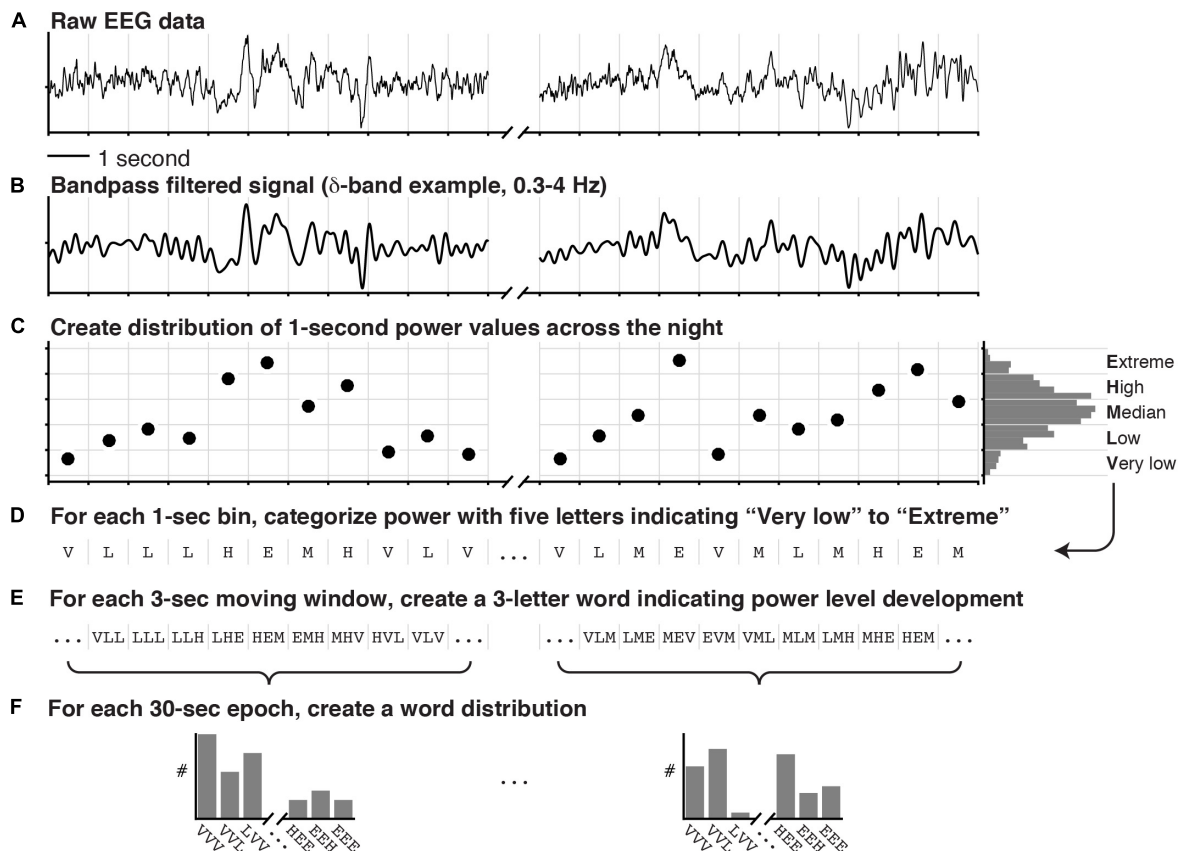 A Raw EEG data
1 second
B Bandpass filtered signal (δ-band example, 0.3-4 Hz)
C Create distribution of 1-second power values across the night
Extreme
High
Median
Low
Very low
D For each 1-sec bin, categorize power with five letters indicating “Very low” to “Extreme”
V L L L H E M H V L V ... V L M E V M L M H E M
E For each 3-sec moving window, create a 3-letter word indicating power level development
... VLL LLL LLH LHE HEM EMH MHV HVL VLV ... ... VLM LME MEV EVM VML MLM LMH MHE HEM ...
F For each 30-sec epoch, create a word distribution
# ... #
VVV VVL LVV ... HEE EEH EEE VVV VVL LVV ... HEE EEH EEE